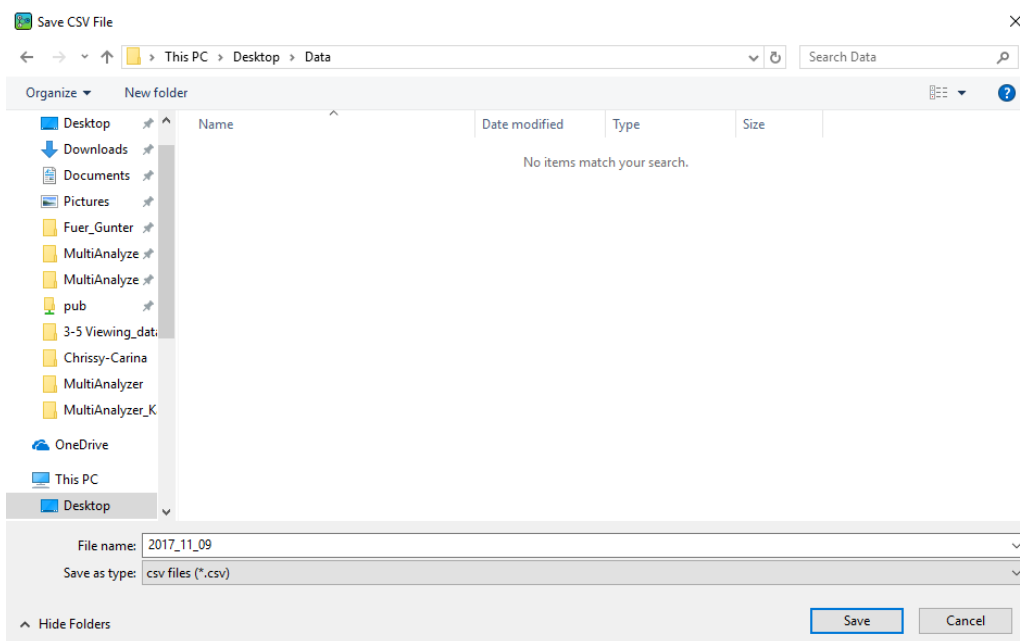 Save CSV File
This PC > Desktop > Data
Search Data
Organize
New folder
Name
Date modified
Type
Size
No items match your search.
Desktop
Downloads
Documents
Pictures
Fuer_Gunter
MultiAnalyze
MultiAnalyze
pub
3-5 Viewing_dat
Chrissy-Carina
MultiAnalyzer
MultiAnalyzer_K
OneDrive
This PC
Desktop
File name: 2017_11_09
Save as type: csv files (*.csv)
Hide Folders
Save
Cancel